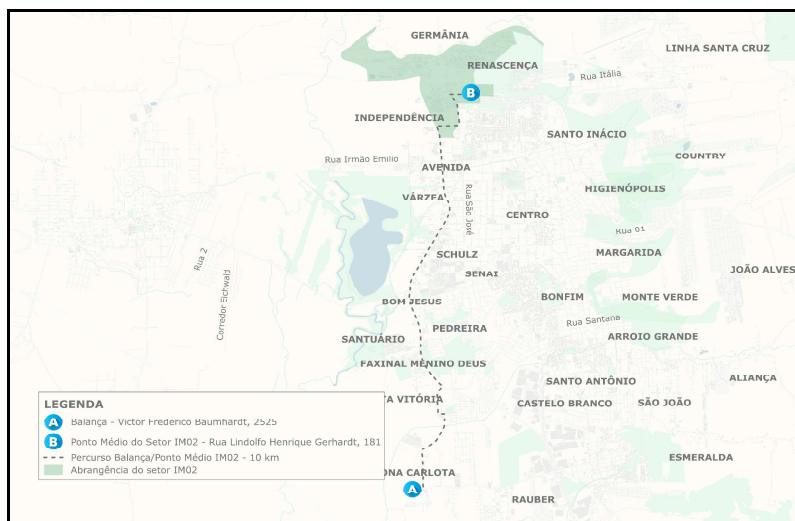 GERMÂNIA
LINHA SANTA CRUZ
RENASCENÇA
Rua Itália
B
INDEPENDÊNCIA
SANTO INÁCIO
Rua Irmão Emílio
AVENIDA
COUNTRY
HIGIENÓPOLIS
VÁRZEA
Rua São José
CENTRO
Rua 01
MARGARIDA
SCHULZ
Rua 2
JOÃO ALVES
SENAI
BOM JESUS
BONFIM
MONTE VERDE
Corredor Eichwald
Rua Santana
PEDREIRA
SANTUÁRIO
ARROIO GRANDE
FAXINAL MENINO DEUS
SANTO ANTÔNIO
ALIANÇA
TA VITÓRIA
CASTELO BRANCO
SÃO JOÃO
LEGENDA
A Balança - Victor Frederico Baumhardt, 2525
B Ponto Médio do Setor IM02 - Rua Lindolfo Henrique Gerhardt, 181
Percurso Balança/Ponto Médio IM02 - 10 km
Abrangência do setor IM02
ESMERALDA
ONA CARLOTA
A
RAUBER